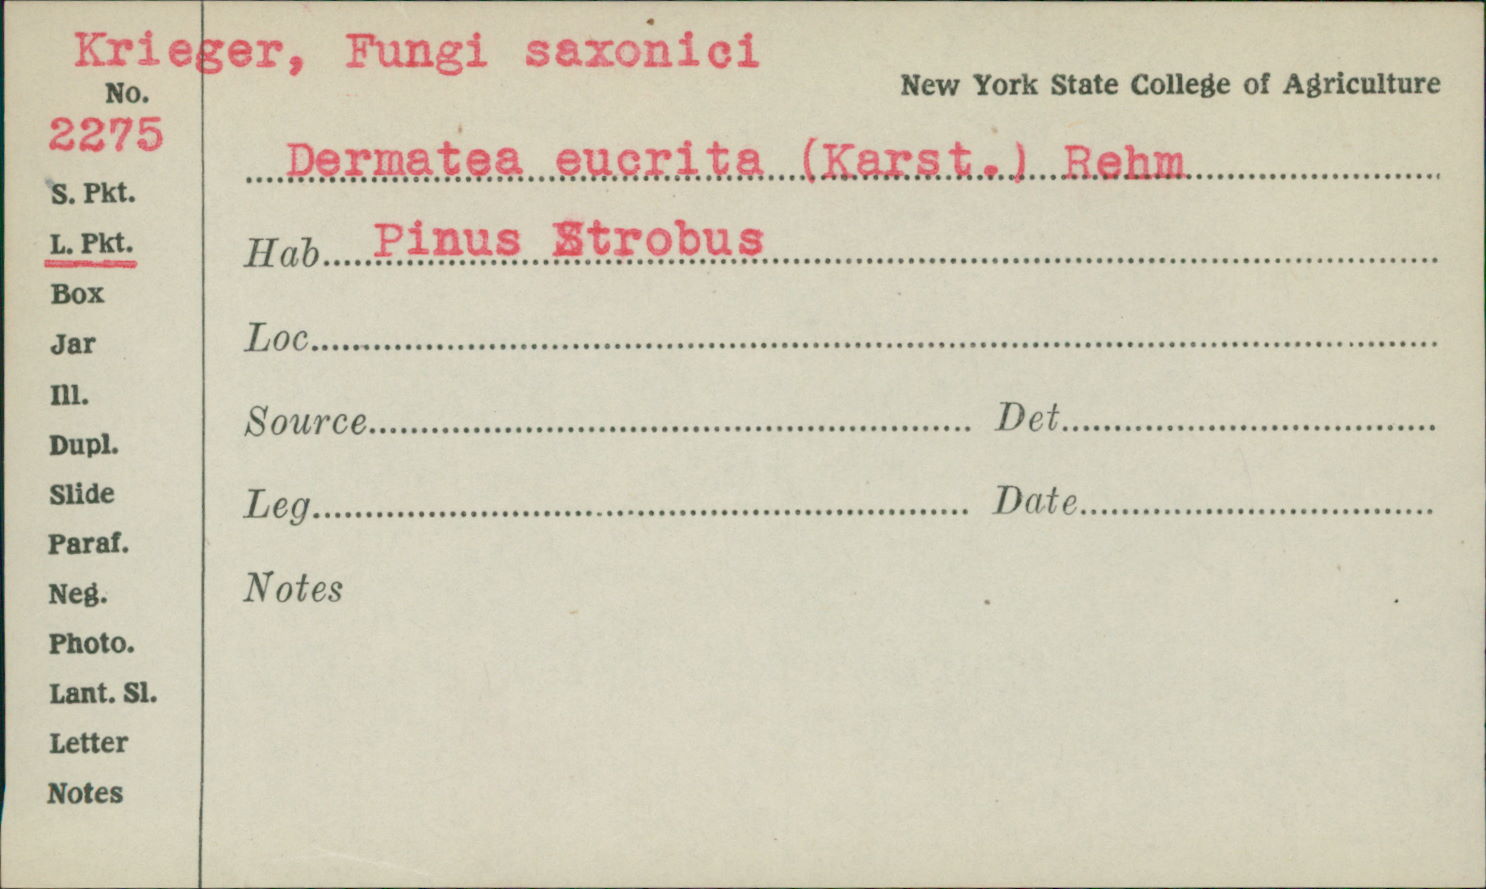 Krieger, Fungi saxonici
New York State College of Agriculture
No.
2275
Dermatea eucrita (Karst.) Rehm
S. Pkt.
L. Pkt.
Hab. Pinus Strobus
Box
Jar
Loc.
Ill.
Source Det.
Dupl.
Slide
Leg. Date
Paraf.
Neg.
Notes
Photo.
Lant. Sl.
Letter
Notes